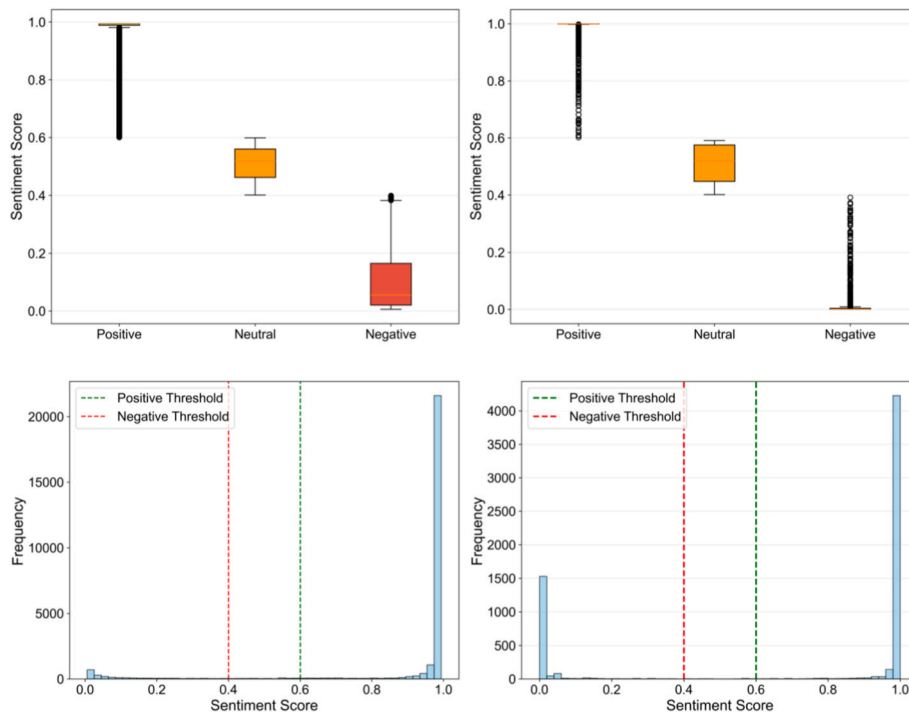 1.0
0.8
0.6
0.4
0.2
0.0
Sentiment Score
Positive
Neutral
Negative
1.0
0.8
0.6
0.4
0.2
0.0
Sentiment Score
Positive
Neutral
Negative
Positive Threshold
Negative Threshold
20000
15000
10000
5000
0
Frequency
0.0
0.2
0.4
0.6
0.8
1.0
Sentiment Score
Positive Threshold
Negative Threshold
4000
3500
3000
2500
2000
1500
1000
500
0
Frequency
0.0
0.2
0.4
0.6
0.8
1.0
Sentiment Score